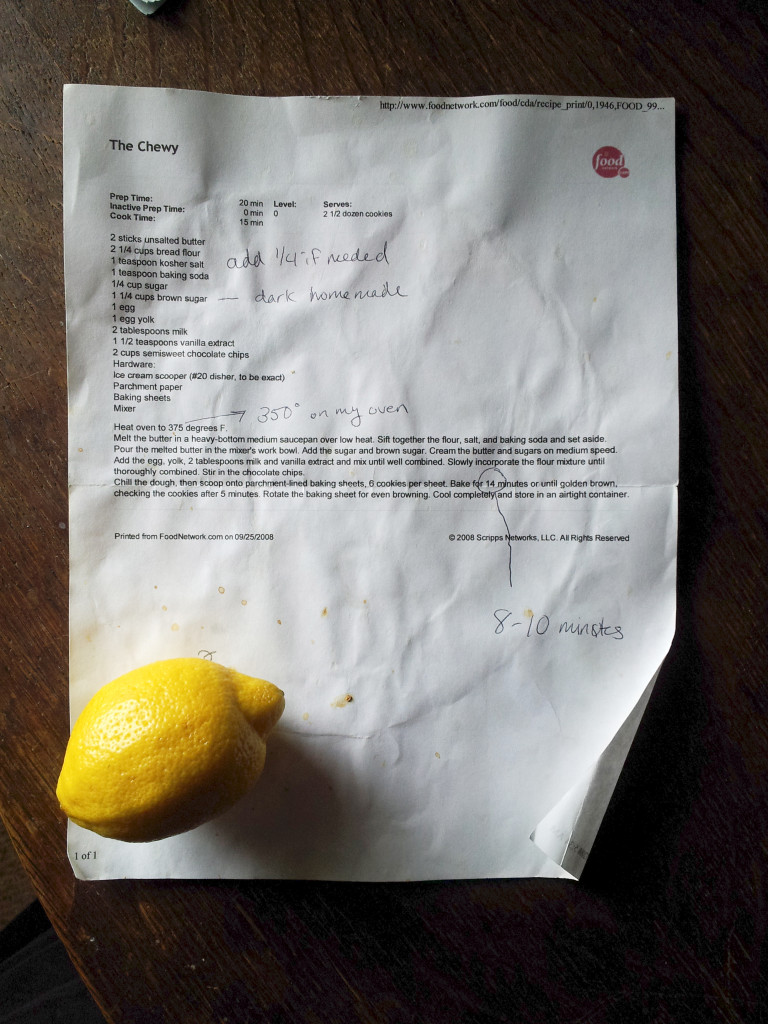 http://www.foodnetwork.com/food/cda/recipe_print/0,1946,FOOD_99...
The Chewy
food
Prep Time: 20 min Level: Serves:
Inactive Prep Time: 0 min 0 2 1/2 dozen cookies
Cook Time: 15 min
2 sticks unsalted butter
2 1/4 cups bread flour add 1/4 if needed
1 teaspoon kosher salt
1 teaspoon baking soda
1/4 cup sugar
1 1/4 cups brown sugar — dark homemade
1 egg
1 egg yolk
2 tablespoons milk
1 1/2 teaspoons vanilla extract
2 cups semisweet chocolate chips
Hardware:
Ice cream scooper (#20 disher, to be exact)
Parchment paper
Baking sheets
Mixer
Heat oven to 375 degrees F. → 350° on my oven
Melt the butter in a heavy-bottom medium saucepan over low heat. Sift together the flour, salt, and baking soda and set aside.
Pour the melted butter in the mixer's work bowl. Add the sugar and brown sugar. Cream the butter and sugars on medium speed.
Add the egg, yolk, 2 tablespoons milk and vanilla extract and mix until well combined. Slowly incorporate the flour mixture until
thoroughly combined. Stir in the chocolate chips.
Chill the dough, then scoop onto parchment-lined baking sheets, 6 cookies per sheet. Bake for 14 minutes or until golden brown,
checking the cookies after 5 minutes. Rotate the baking sheet for even browning. Cool completely and store in an airtight container.
Printed from FoodNetwork.com on 09/25/2008 © 2008 Scripps Networks, LLC. All Rights Reserved
8-10 minutes
1 of 1